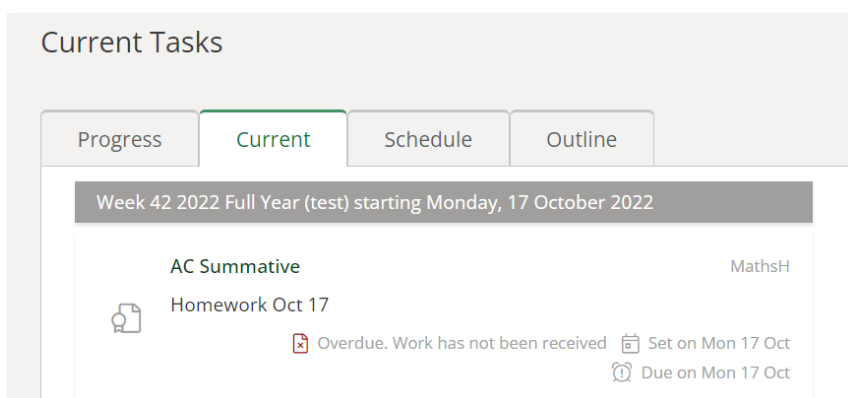 Current Tasks
Progress Current Schedule Outline
Week 42 2022 Full Year (test) starting Monday, 17 October 2022
AC Summative MathsH
Homework Oct 17
Overdue. Work has not been received Set on Mon 17 Oct
Due on Mon 17 Oct